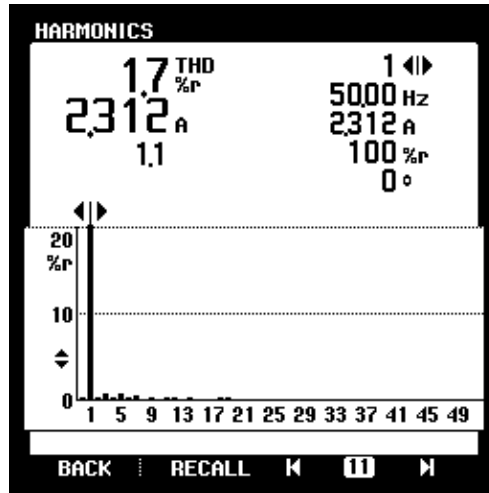 HARMONICS
1.7 THD %r
2.312 A
1.1
1
50.00 Hz
2.312 A
100 %r
0 °
20
%r
10
0
1 5 9 13 17 21 25 29 33 37 41 45 49
BACK RECALL 11